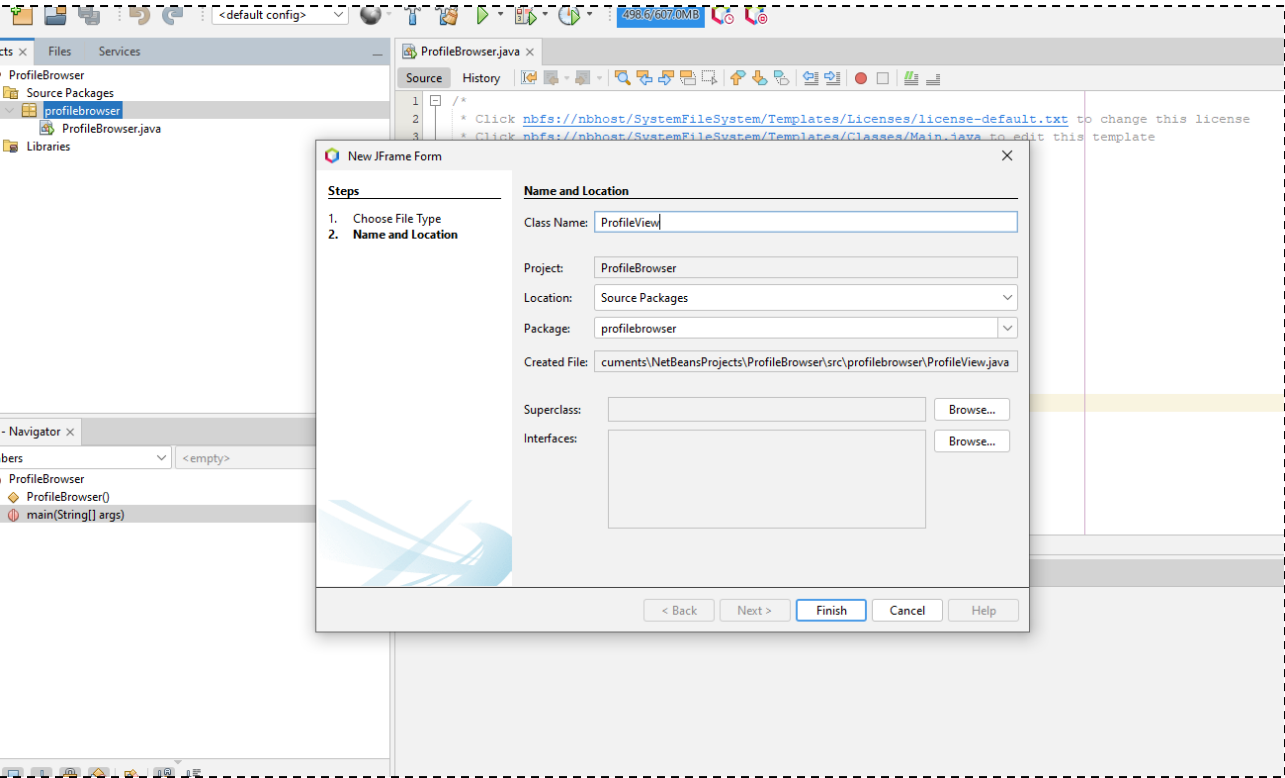 <default config>
498.6/607.0MB
cts
Files
Services
ProfileBrowser
Source Packages
profilebrowser
ProfileBrowser.java
Libraries
ProfileBrowser.java
Source
History
1 /*
2 * Click nbfs://nbhost/SystemFileSystem/Templates/Licenses/license-default.txt to change this license
3 * Click nbfs://nbhost/SystemFileSystem/Templates/Classes/Main.java to edit this template
New JFrame Form
Steps
1. Choose File Type
2. Name and Location
Name and Location
Class Name: ProfileView
Project: ProfileBrowser
Location: Source Packages
Package: profilebrowser
Created File: cuments\NetBeansProjects\ProfileBrowser\src\profilebrowser\ProfileView.java
Superclass:
Browse...
Interfaces:
Browse...
< Back
Next >
Finish
Cancel
Help
- Navigator
bers
<empty>
ProfileBrowser
ProfileBrowser()
main(String[] args)